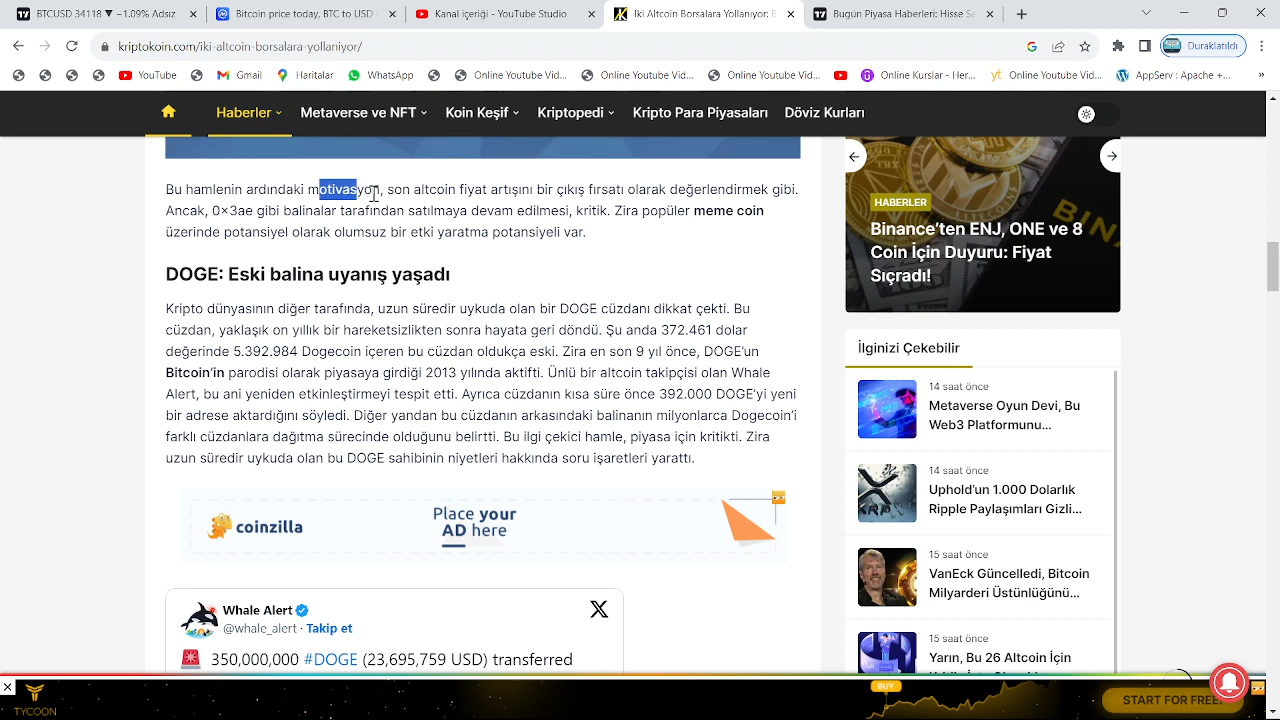 BTCUSD 34118 ▼ −1.09% Adsız
Today tarihli fiyatlar, BTC
Kanal içeriği - YouTube Studio
İki Altcoin Borsalara Yollanıyor: B
Bugün Piyasa Haberleri: Hisse Se
kriptokoin.com/iki-altcoin-borsalara-yollaniyor/
Duraklatıldı
YouTube
Gmail
Haritalar
WhatsApp
Online Youtube Vid...
Online Youtube Vid...
Online Youtube Vid...
Online Kurslar - Her...
yt Online Youtube Vid...
AppServ : Apache +...
Haberler
Metaverse ve NFT
Koin Keşif
Kriptopedi
Kripto Para Piyasaları
Döviz Kurları
Bu hamlenin ardındaki motivasyon, son altcoin fiyat artışını bir çıkış fırsatı olarak değerlendirmek gibi.
Ancak, 0×3ae gibi balinalar tarafından satılmaya devam edilmesi, kritik. Zira popüler meme coin
üzerinde potansiyel olarak olumsuz bir etki yaratma potansiyeli var.
DOGE: Eski balina uyanış yaşadı
Kripto dünyasının diğer tarafında, uzun süredir uykuda olan bir DOGE cüzdanı dikkat çekti. Bu
cüzdan, yaklaşık on yıllık bir hareketsizlikten sonra hayata geri döndü. Şu anda 372.461 dolar
değerinde 5.392.984 Dogecoin içeren bu cüzdan oldukça eski. Zira en son 9 yıl önce, DOGE'un
Bitcoin'in parodisi olarak piyasaya girdiği 2013 yılında aktifti. Ünlü bir altcoin takipçisi olan Whale
Alert, bu ani yeniden etkinleştirmeyi tespit etti. Ayrıca cüzdanın kısa süre önce 392.000 DOGE'yi yeni
bir adrese aktardığını söyledi. Diğer yandan bu cüzdanın arkasındaki balinanın milyonlarca Dogecoin'i
farklı cüzdanlara dağıtma sürecinde olduğunu belirtti. Bu ilgi çekici hamle, piyasa için kritikti. Zira
uzun süredir uykuda olan bu DOGE sahibinin niyetleri hakkında soru işaretleri yarattı.
coinzilla
Place your
AD here
Whale Alert
@whale_alert · Takip et
350,000,000 #DOGE (23,695,759 USD) transferred
HABERLER
Binance'ten ENJ, ONE ve 8
Coin İçin Duyuru: Fiyat
Sıçradı!
İlginizi Çekebilir
14 saat önce
Metaverse Oyun Devi, Bu
Web3 Platformunu...
14 saat önce
Uphold'un 1.000 Dolarlık
Ripple Paylaşımları Gizli...
15 saat önce
VanEck Güncelledi, Bitcoin
Milyarderi Üstünlüğünü...
15 saat önce
Yarın, Bu 26 Altcoin İçin
TYCOON
BUY
START FOR FREE!